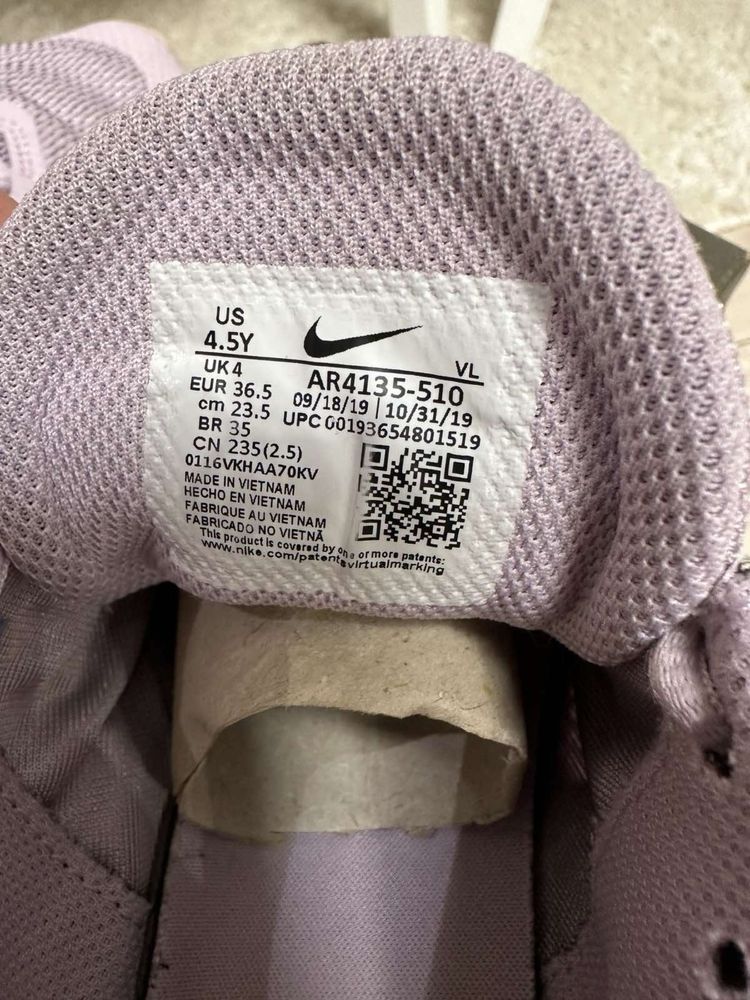 US
4.5Y
VL
UK 4
AR4135-510
EUR 36.5
09/18/19 | 10/31/19
cm 23.5
UPC 00193654801519
BR 35
CN 235(2.5)
0116VKHAA70KV
MADE IN VIETNAM
HECHO EN VIETNAM
FABRIQUE AU VIETNAM
FABRICADO NO VIETNÃ
This product is covered by one or more patents:
www.nike.com/patentsvirtualmarking